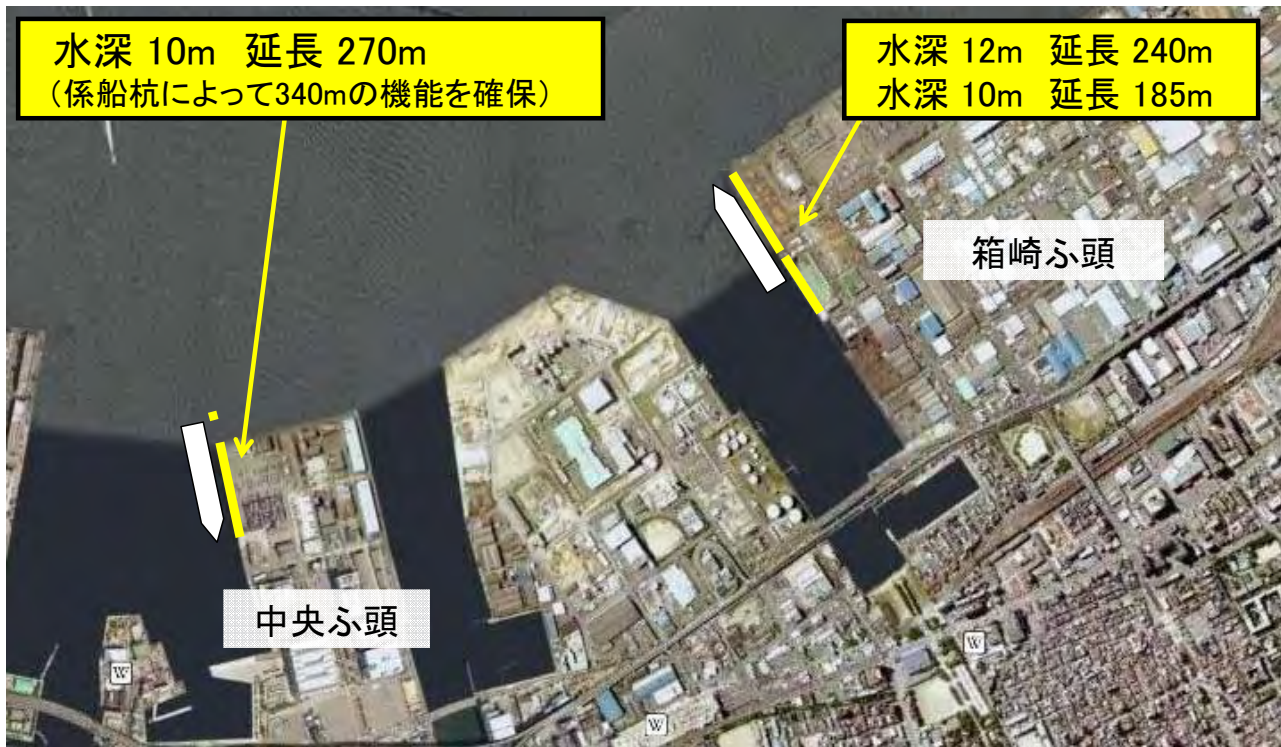 水深 10m 延長 270m
（係船杭によって340mの機能を確保）
水深 12m 延長 240m
水深 10m 延長 185m
箱崎ふ頭
中央ふ頭
W
W
W